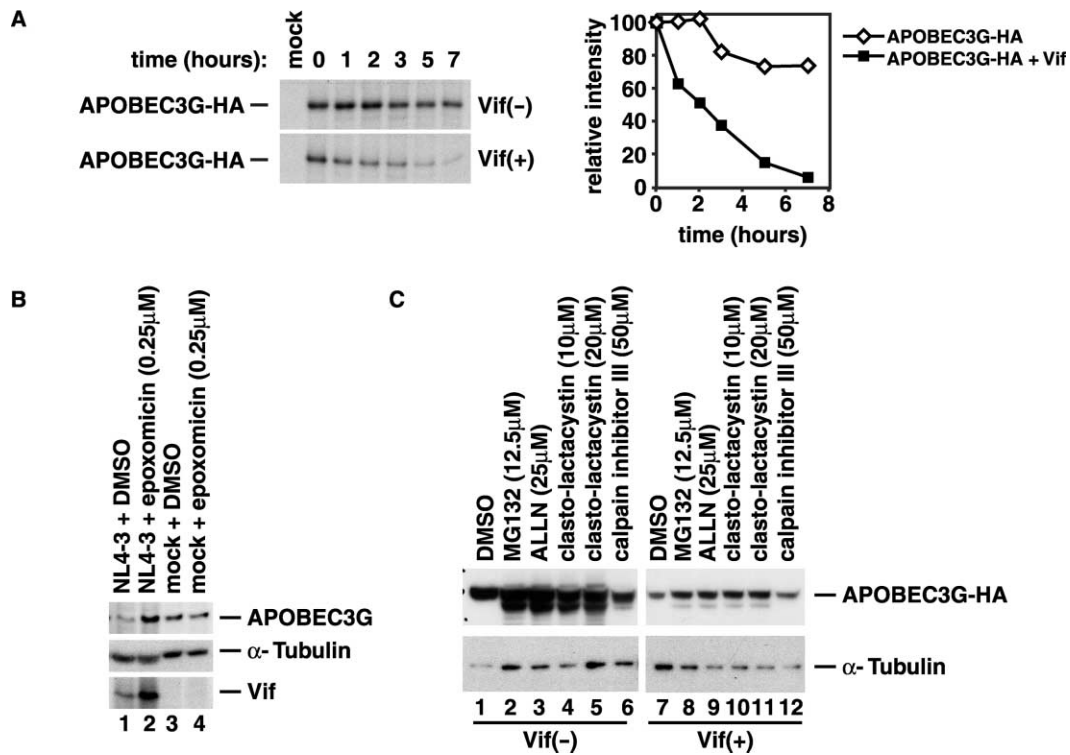 A
mock
time (hours): 0 1 2 3 5 7
APOBEC3G-HA — Vif(–)
APOBEC3G-HA — Vif(+)
relative intensity
100
80
60
40
20
0
0 2 4 6 8
time (hours)
APOBEC3G-HA
APOBEC3G-HA + Vif
B
NL4-3 + DMSO
NL4-3 + epoxomicin (0.25μM)
mock + DMSO
mock + epoxomicin (0.25μM)
— APOBEC3G
— α- Tubulin
— Vif
1 2 3 4
C
DMSO
MG132 (12.5μM)
ALLN (25μM)
clasto-lactacystin (10μM)
clasto-lactacystin (20μM)
calpain inhibitor III (50μM)
DMSO
MG132 (12.5μM)
ALLN (25μM)
clasto-lactacystin (10μM)
clasto-lactacystin (20μM)
calpain inhibitor III (50μM)
— APOBEC3G-HA
— α- Tubulin
1 2 3 4 5 6 7 8 9 10 11 12
Vif(–) Vif(+)